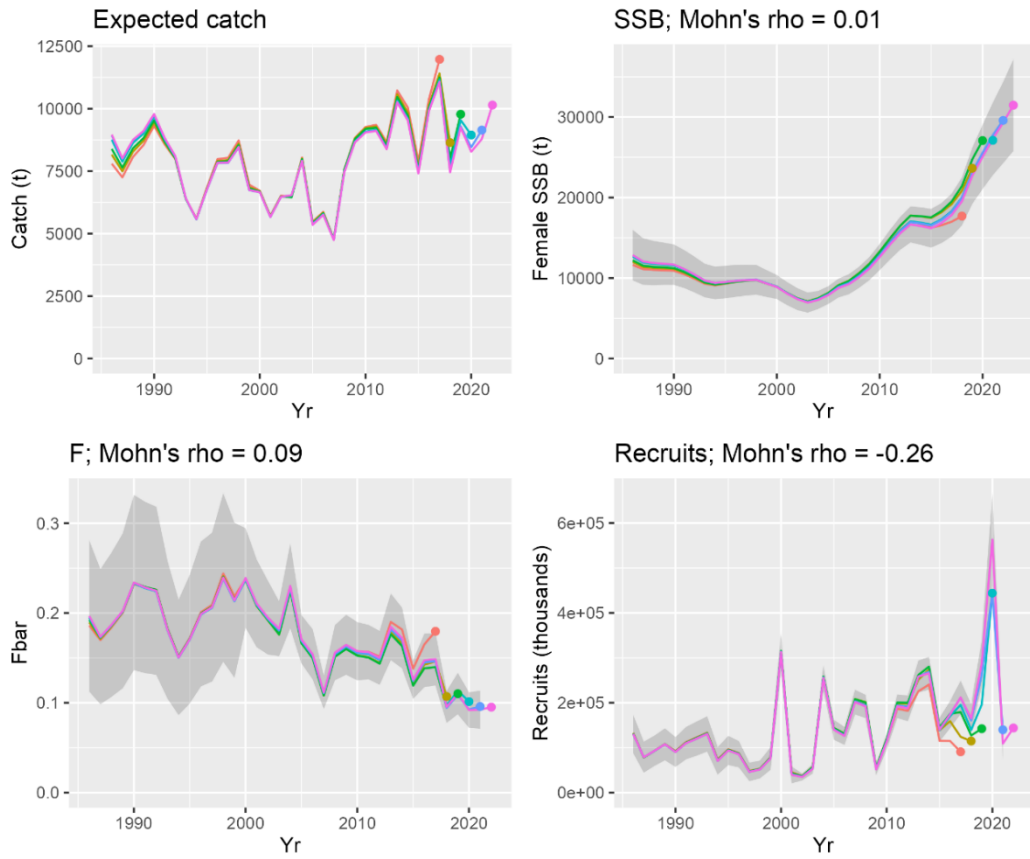 Expected catch
12500
10000
7500
5000
2500
0
Catch (t)
1990
2000
2010
2020
Yr
SSB; Mohn's rho = 0.01
30000
20000
10000
0
Female SSB (t)
1990
2000
2010
2020
Yr
F; Mohn's rho = 0.09
0.3
0.2
0.1
0.0
Fbar
1990
2000
2010
2020
Yr
Recruits; Mohn's rho = -0.26
6e+05
4e+05
2e+05
0e+00
Recruits (thousands)
1990
2000
2010
2020
Yr